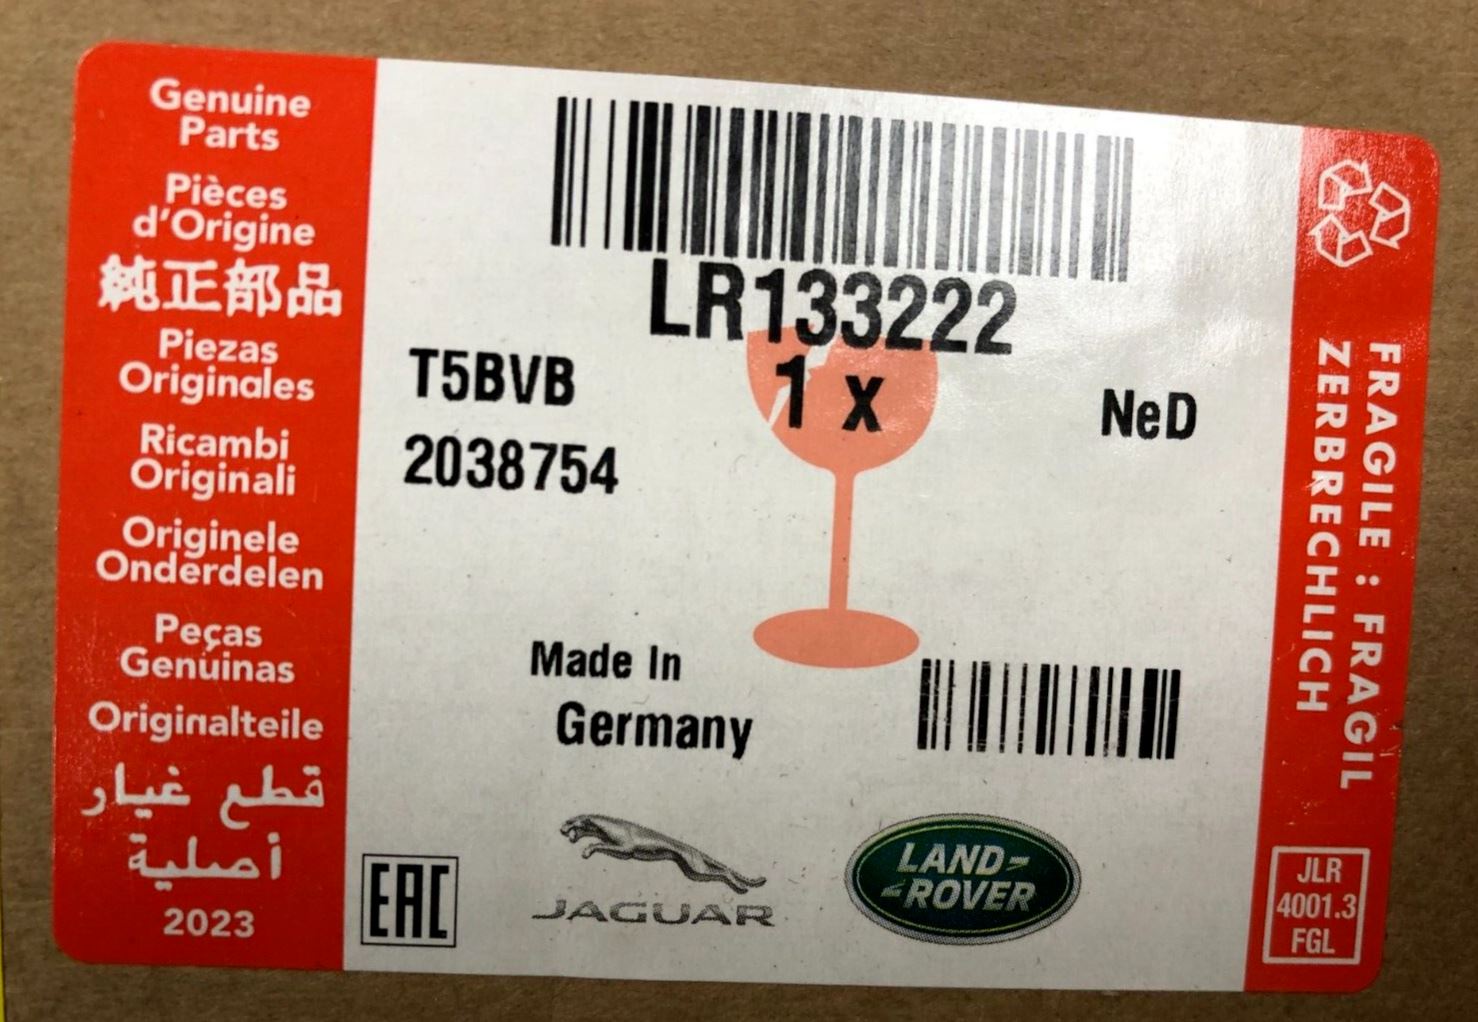 Genuine
Parts
Pièces
d'Origine
純正部品
Piezas
Originales
Ricambi
Originali
Originele
Onderdelen
Peças
Genuinas
Originalteile
قطع غيار
أصلية
2023
LR133222
T5BVB
1 x
NeD
2038754
Made In
Germany
EAC
JAGUAR
LAND-
-ROVER
FRAGILE : FRAGIL
ZERBRECHLICH
JLR
4001.3
FGL